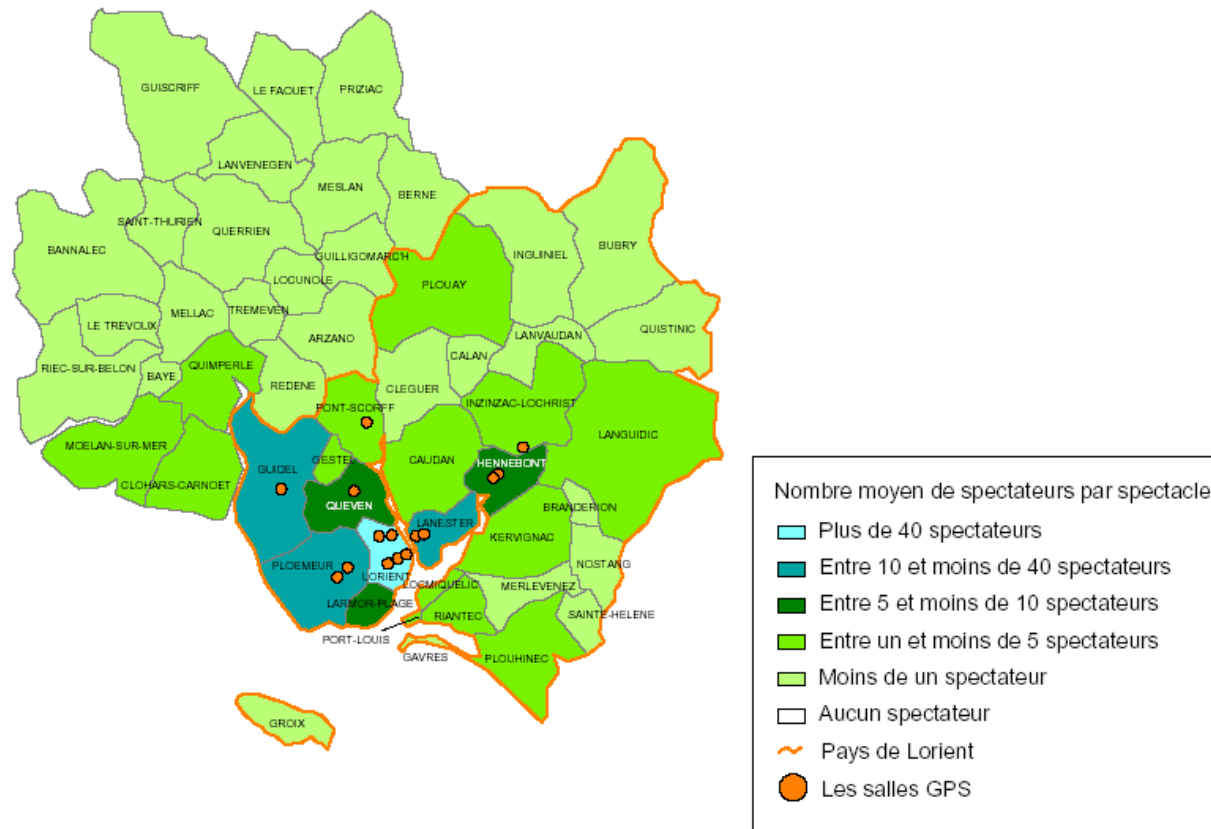 GUISCRIFF
LE FAOUET
PRIZIAC
LANVENEGEN
MESLAN
BERNE
SAINT-THURIEN
QUERRIEN
BANNALEC
GUILLIGOMARC'H
INGUINIEL
BUBRY
LOCUNOLE
PLOUAY
TREMEVEN
MELLAC
LE TREVOUX
ARZANO
QUISTINIC
LANVAUDAN
CALAN
RIEC-SUR-BELON
BAYE
QUIMPERLE
REDENE
CLEGUER
PONT-SCORFF
INZINZAC-LOCHRIST
LANGUIDIC
MOELAN-SUR-MER
GUIDEL
GESTEL
CAUDAN
HENNEBONT
CLOHARS-CARNOET
QUEVEN
BRANDERION
LANESTER
KERVIGNAC
PLOEMEUR
LORIENT
NOSTANG
LOCMIQUELIC
MERLEVENEZ
LARMOR-PLAGE
RIANTEC
SAINTE-HELENE
PORT-LOUIS
GAVRES
PLOUHINEC
GROIX
Nombre moyen de spectateurs par spectacle
Plus de 40 spectateurs
Entre 10 et moins de 40 spectateurs
Entre 5 et moins de 10 spectateurs
Entre un et moins de 5 spectateurs
Moins de un spectateur
Aucun spectateur
Pays de Lorient
Les salles GPS